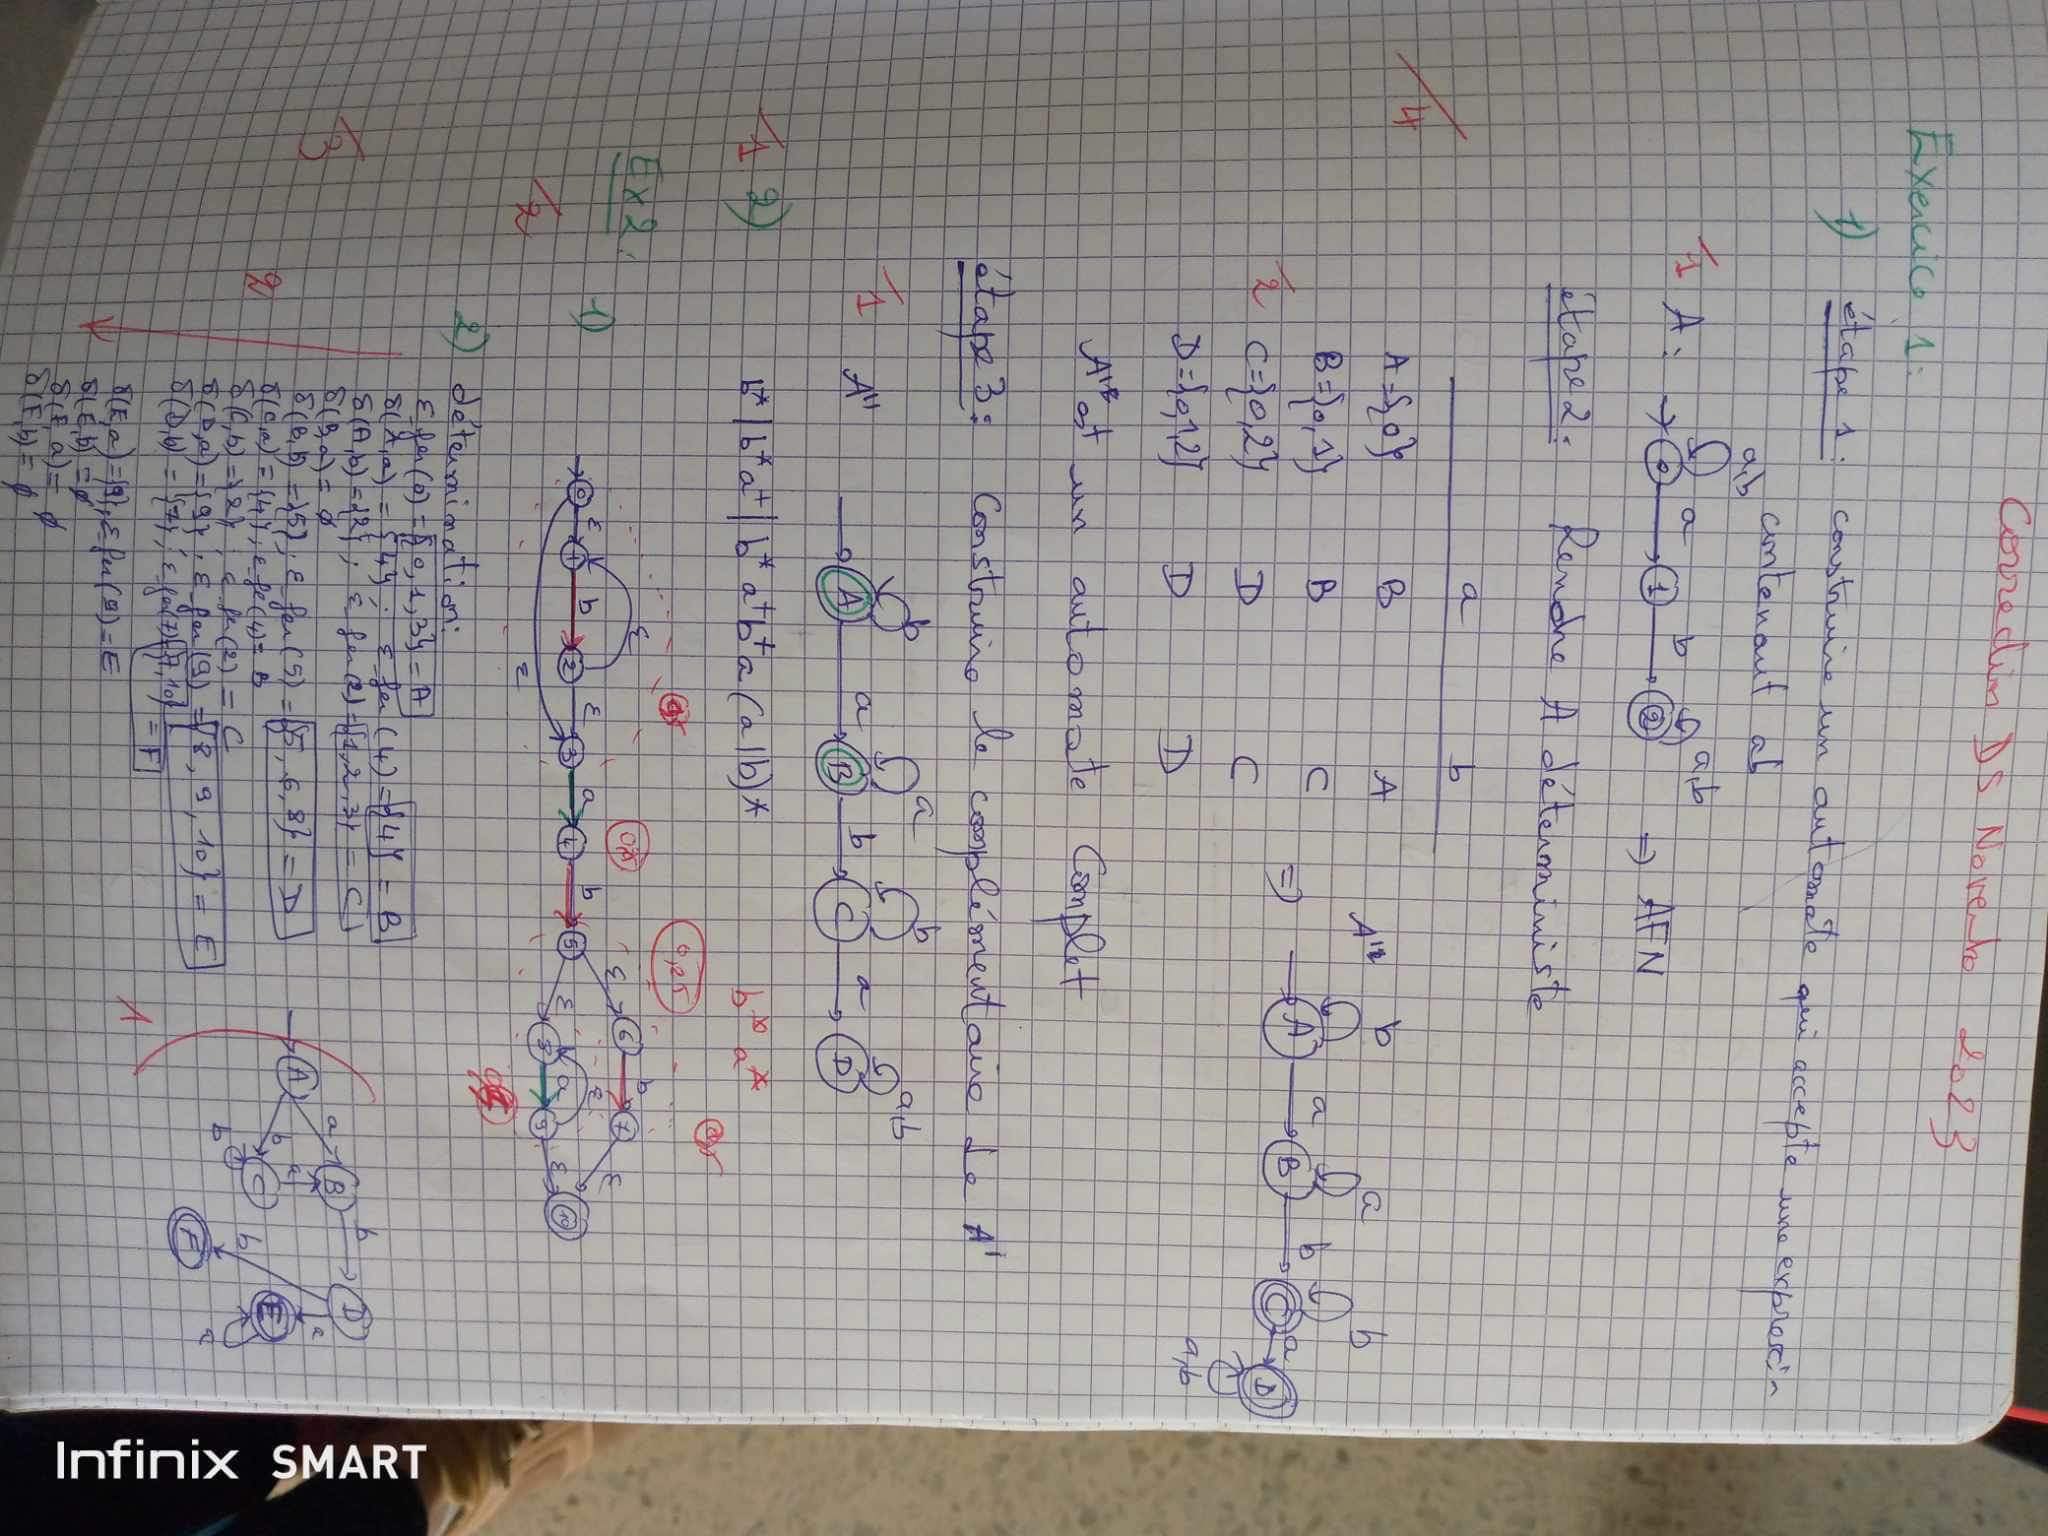 Correction DS Novembre 2023
Exercice 1:
1) étape 1: construire un automate qui accepte une expression
contenant ab
/1 A: → 0 a,b a 1 b 2 a,b ⇒ AFN
étape 2: Rendre A déterministe
/4
a b
A={0} B A
B={0,1} B C
/2 C={0,2} D C
D={0,1,2} D D
⇒ A' A b a B a b C b a D a,b
A' est un automate Complet
étape 3: Construire le complémentaire de A'
/1 A'' A b a B a b C b a D a,b
/1 2) b* | b*a+ | b* a+b+a (a|b)* b* a*
Ex2:
0,25
1) 0 ε 1 b 2 ε 3 a 4 b 5 ε 6 b 7 ε 10
ε ε ε 8 a 9 ε ε
/2
2) détermination:
ε fer(0) = {0,1,3} = A
δ(A,a) = {4} ; ε fer(4) = {4} = B
δ(A,b) = {2} ; ε fer(2) = {1,2,3} = C
δ(B,a) = ∅
/3
δ(B,b) = {5} ; ε fer(5) = {5,6,8} = D
2
δ(C,a) = {4} ; ε fe(4) = B
δ(C,b) = {2} ; ε fer(2) = C
δ(D,a) = {9} ; ε fer(9) = {8,9,10} = E
δ(D,b) = {7} ; ε fer(7) = {7,10}
= F
δ(E,a) = {9}, ε fer(9) = E
δ(E,b) = ∅
δ(F,a) = ∅
δ(F,b) = ∅
1
A a B b D a E a
b C a b b F
Infinix SMART